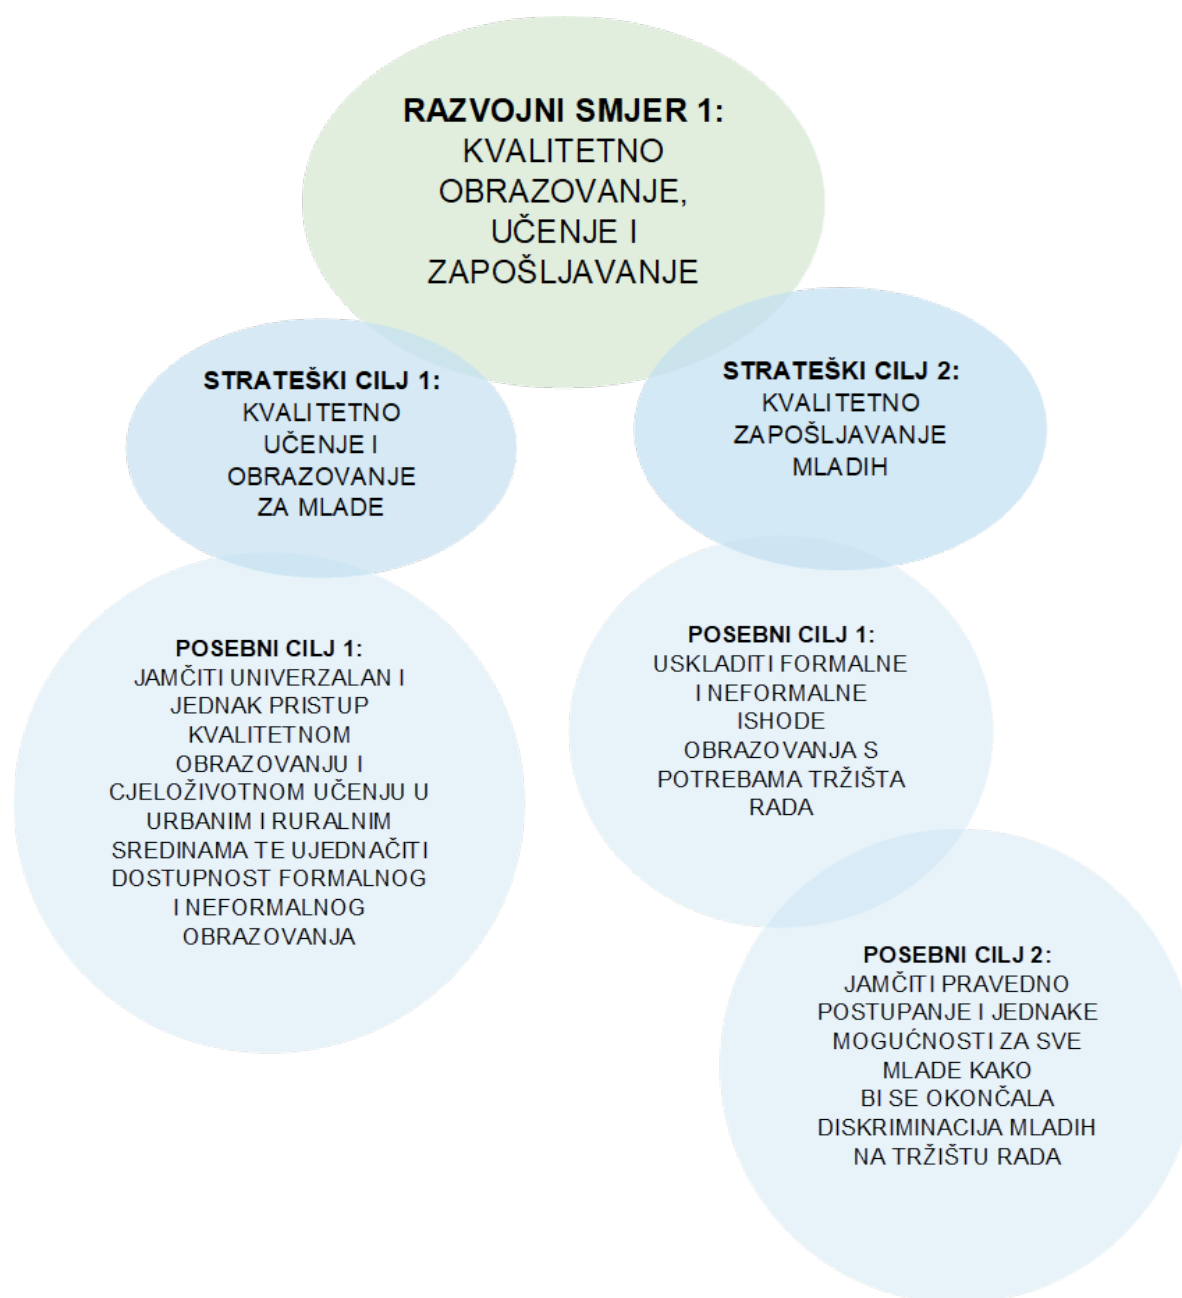 RAZVOJNI SMJER 1:
KVALITETNO
OBRAZOVANJE,
UČENJE I
ZAPOŠLJAVANJE
STRATEŠKI CILJ 1:
KVALITETNO
UČENJE I
OBRAZOVANJE
ZA MLADE
STRATEŠKI CILJ 2:
KVALITETNO
ZAPOŠLJAVANJE
MLADIH
POSEBNI CILJ 1:
JAMČITI UNIVERZALAN I
JEDNAK PRISTUP
KVALITETNOM
OBRAZOVANJU I
CJELOŽIVOTNOM UČENJU U
URBANIM I RURALNIM
SREDINAMA TE UJEDNAČITI
DOSTUPNOST FORMALNOG
I NEFORMALNOG
OBRAZOVANJA
POSEBNI CILJ 1:
USKLADITI FORMALNE
I NEFORMALNE
ISHODE
OBRAZOVANJA S
POTREBAMA TRŽIŠTA
RADA
POSEBNI CILJ 2:
JAMČITI PRAVEDNO
POSTUPANJE I JEDNAKE
MOGUĆNOSTI ZA SVE
MLADE KAKO
BI SE OKONČALA
DISKRIMINACIJA MLADIH
NA TRŽIŠTU RADA